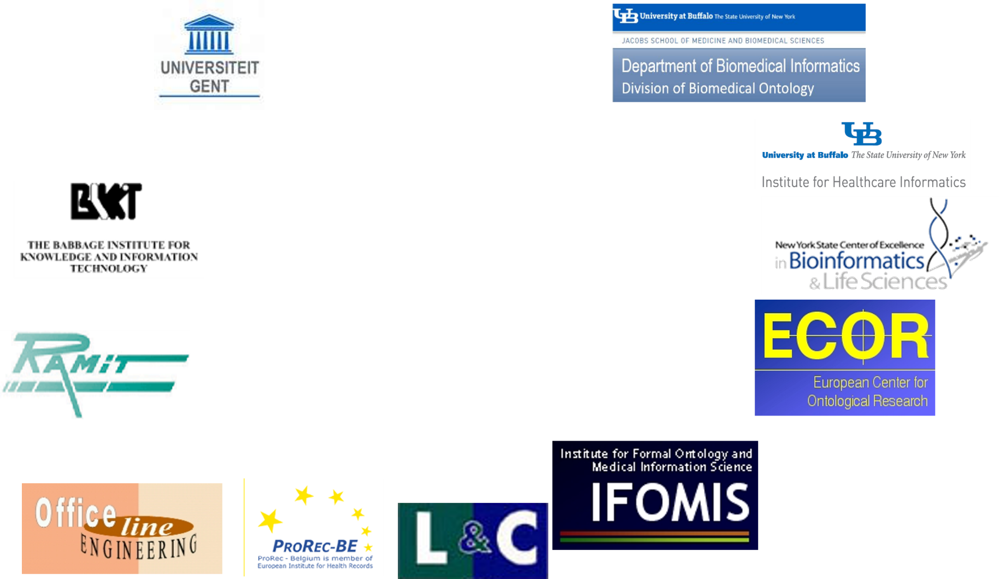 UNIVERSITEIT
GENT
UB University at Buffalo The State University of New York
JACOBS SCHOOL OF MEDICINE AND BIOMEDICAL SCIENCES
Department of Biomedical Informatics
Division of Biomedical Ontology
UB
University at Buffalo The State University of New York
Institute for Healthcare Informatics
BIKIT
THE BABBAGE INSTITUTE FOR
KNOWLEDGE AND INFORMATION
TECHNOLOGY
New York State Center of Excellence
in Bioinformatics
& Life Sciences
RAMiT
ECOR
European Center for
Ontological Research
Office
line
ENGINEERING
PROREC-BE
ProRec - Belgium is member of
European Institute for Health Records
L & C
Institute for Formal Ontology and
Medical Information Science
IFOMIS